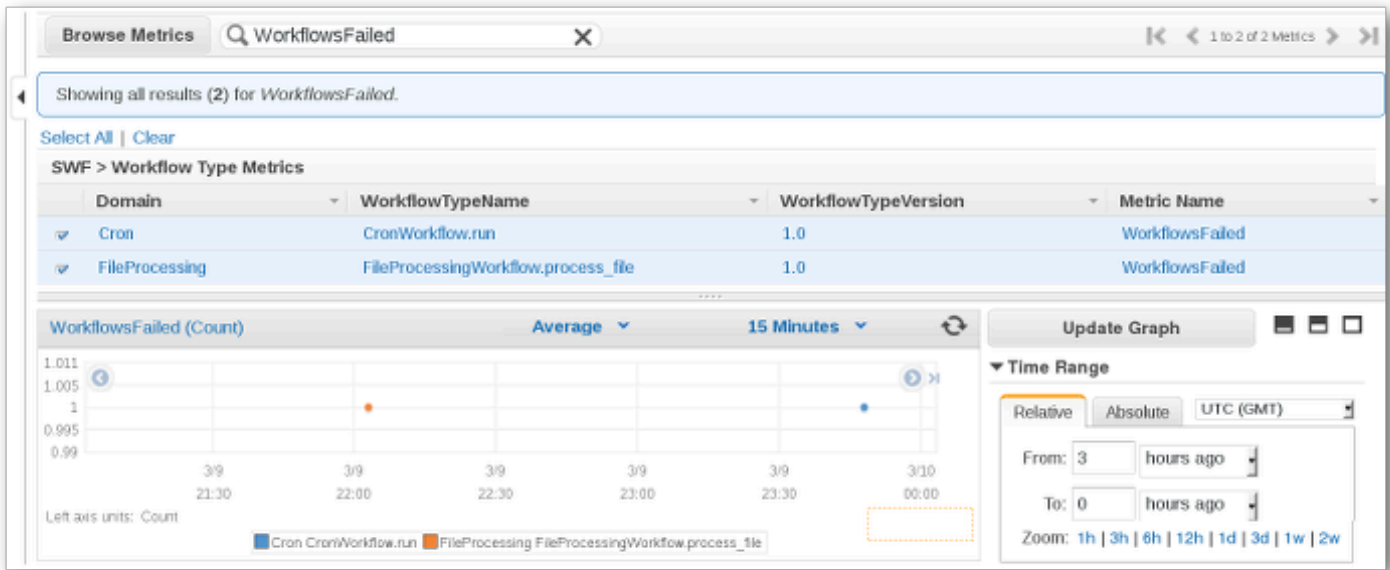 Browse Metrics WorkflowsFailed 1 to 2 of 2 Metrics
Showing all results (2) for WorkflowsFailed.
Select All | Clear
SWF > Workflow Type Metrics
Domain WorkflowTypeName WorkflowTypeVersion Metric Name
Cron CronWorkflow.run 1.0 WorkflowsFailed
FileProcessing FileProcessingWorkflow.process_file 1.0 WorkflowsFailed
WorkflowsFailed (Count) Average 15 Minutes Update Graph
Time Range
1.011
1.005
1
0.995
0.99
3/9 3/9 3/9 3/9 3/9 3/10
21:30 22:00 22:30 23:00 23:30 00:00
Left axis units: Count
Cron CronWorkflow.run FileProcessing FileProcessingWorkflow.process_file
Relative Absolute UTC (GMT)
From: 3 hours ago
To: 0 hours ago
Zoom: 1h | 3h | 6h | 12h | 1d | 3d | 1w | 2w